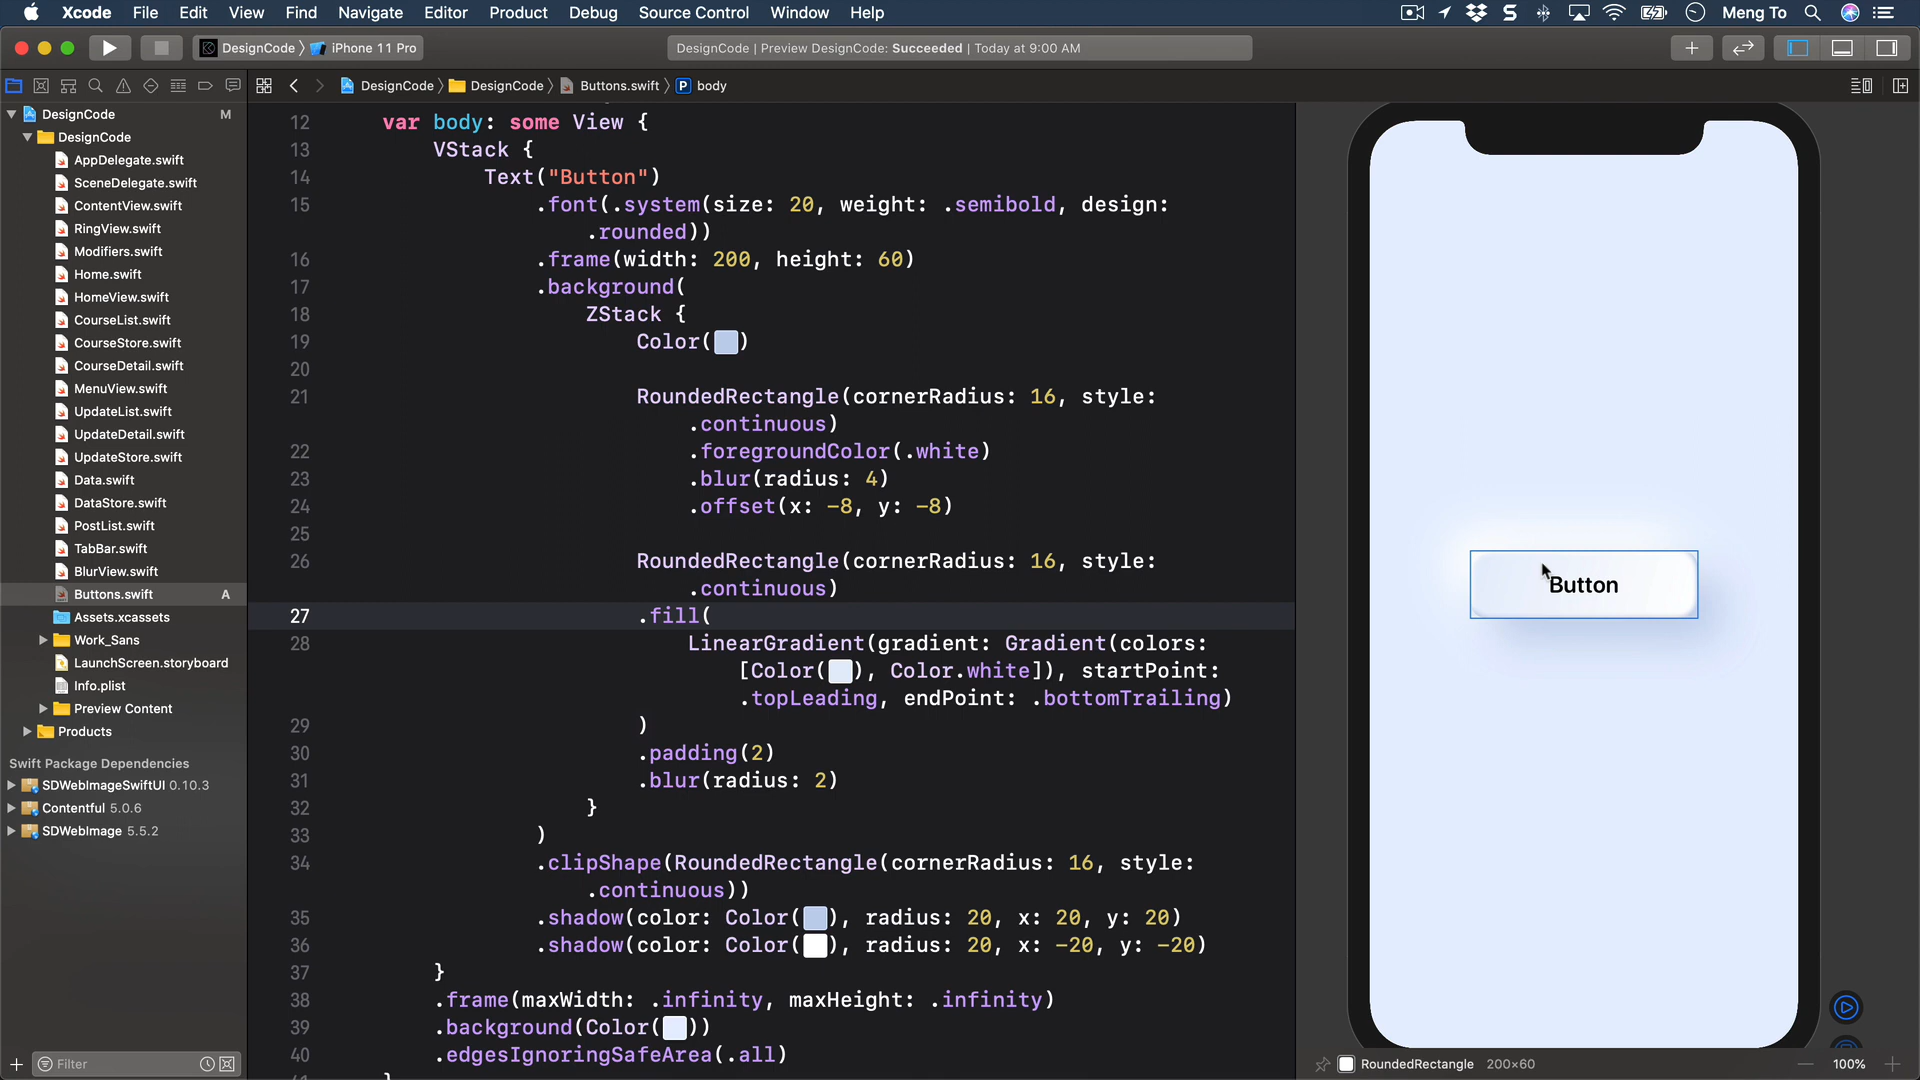 Xcode File Edit View Find Navigate Editor Product Debug Source Control Window Help Meng To
DesignCode iPhone 11 Pro
DesignCode | Preview DesignCode: Succeeded | Today at 9:00 AM
DesignCode DesignCode Buttons.swift P body
DesignCode M
DesignCode
AppDelegate.swift
SceneDelegate.swift
ContentView.swift
RingView.swift
Modifiers.swift
Home.swift
HomeView.swift
CourseList.swift
CourseStore.swift
CourseDetail.swift
MenuView.swift
UpdateList.swift
UpdateDetail.swift
UpdateStore.swift
Data.swift
DataStore.swift
PostList.swift
TabBar.swift
BlurView.swift
Buttons.swift A
Assets.xcassets
Work_Sans
LaunchScreen.storyboard
Info.plist
Preview Content
Products
Swift Package Dependencies
SDWebImageSwiftUI 0.10.3
Contentful 5.0.6
SDWebImage 5.5.2
Filter
12 var body: some View {
13 VStack {
14 Text("Button")
15 .font(.system(size: 20, weight: .semibold, design:
.rounded))
16 .frame(width: 200, height: 60)
17 .background(
18 ZStack {
19 Color( )
20
21 RoundedRectangle(cornerRadius: 16, style:
.continuous)
22 .foregroundColor(.white)
23 .blur(radius: 4)
24 .offset(x: -8, y: -8)
25
26 RoundedRectangle(cornerRadius: 16, style:
.continuous)
27 .fill(
28 LinearGradient(gradient: Gradient(colors:
[Color( ), Color.white]), startPoint:
.topLeading, endPoint: .bottomTrailing)
29 )
30 .padding(2)
31 .blur(radius: 2)
32 }
33 )
34 .clipShape(RoundedRectangle(cornerRadius: 16, style:
.continuous))
35 .shadow(color: Color( ), radius: 20, x: 20, y: 20)
36 .shadow(color: Color( ), radius: 20, x: -20, y: -20)
37 }
38 .frame(maxWidth: .infinity, maxHeight: .infinity)
39 .background(Color( ))
40 .edgesIgnoringSafeArea(.all)
Button
RoundedRectangle 200×60
100%